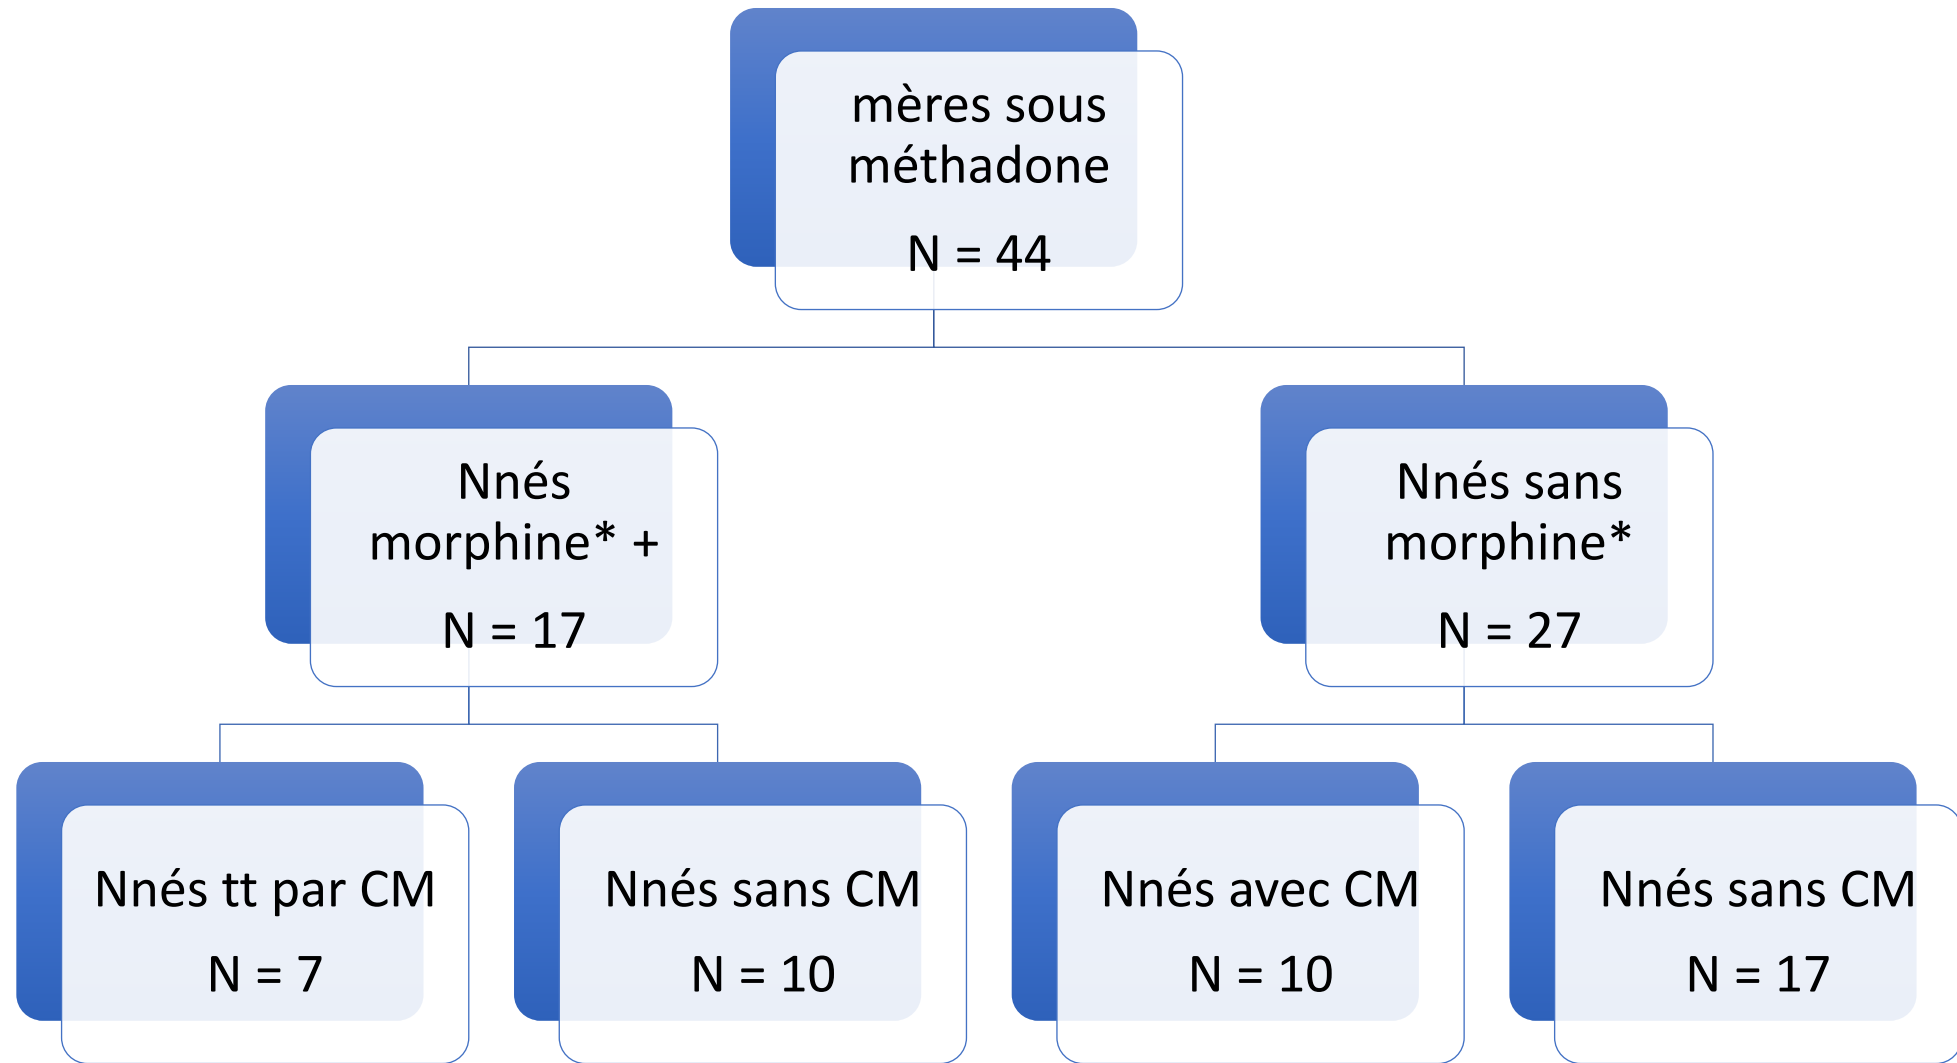 mères sous
méthadone
N = 44
Nnés
morphine* +
N = 17
Nnés sans
morphine*
N = 27
Nnés tt par CM
N = 7
Nnés sans CM
N = 10
Nnés avec CM
N = 10
Nnés sans CM
N = 17